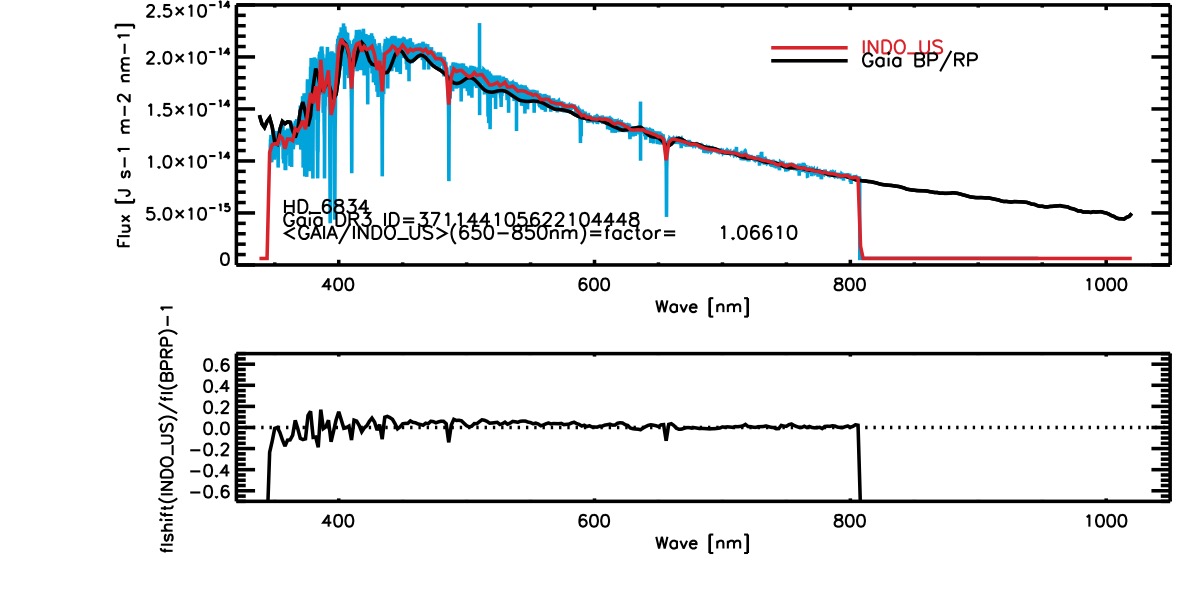 2.5×10−14
2.0×10−14
1.5×10−14
1.0×10−14
5.0×10−15
0
Flux [J s−1 m−2 nm−1]
INDO_US
Gaia BP/RP
HD_6834
Gaia DR3_ID=371144105622104448
<GAIA/INDO_US>(650−850nm)=factor= 1.06610
400 600 800 1000
Wave [nm]
0.6
0.4
0.2
0.0
−0.2
−0.4
−0.6
flshift(INDO_US)/fl(BPRP)−1
400 600 800 1000
Wave [nm]